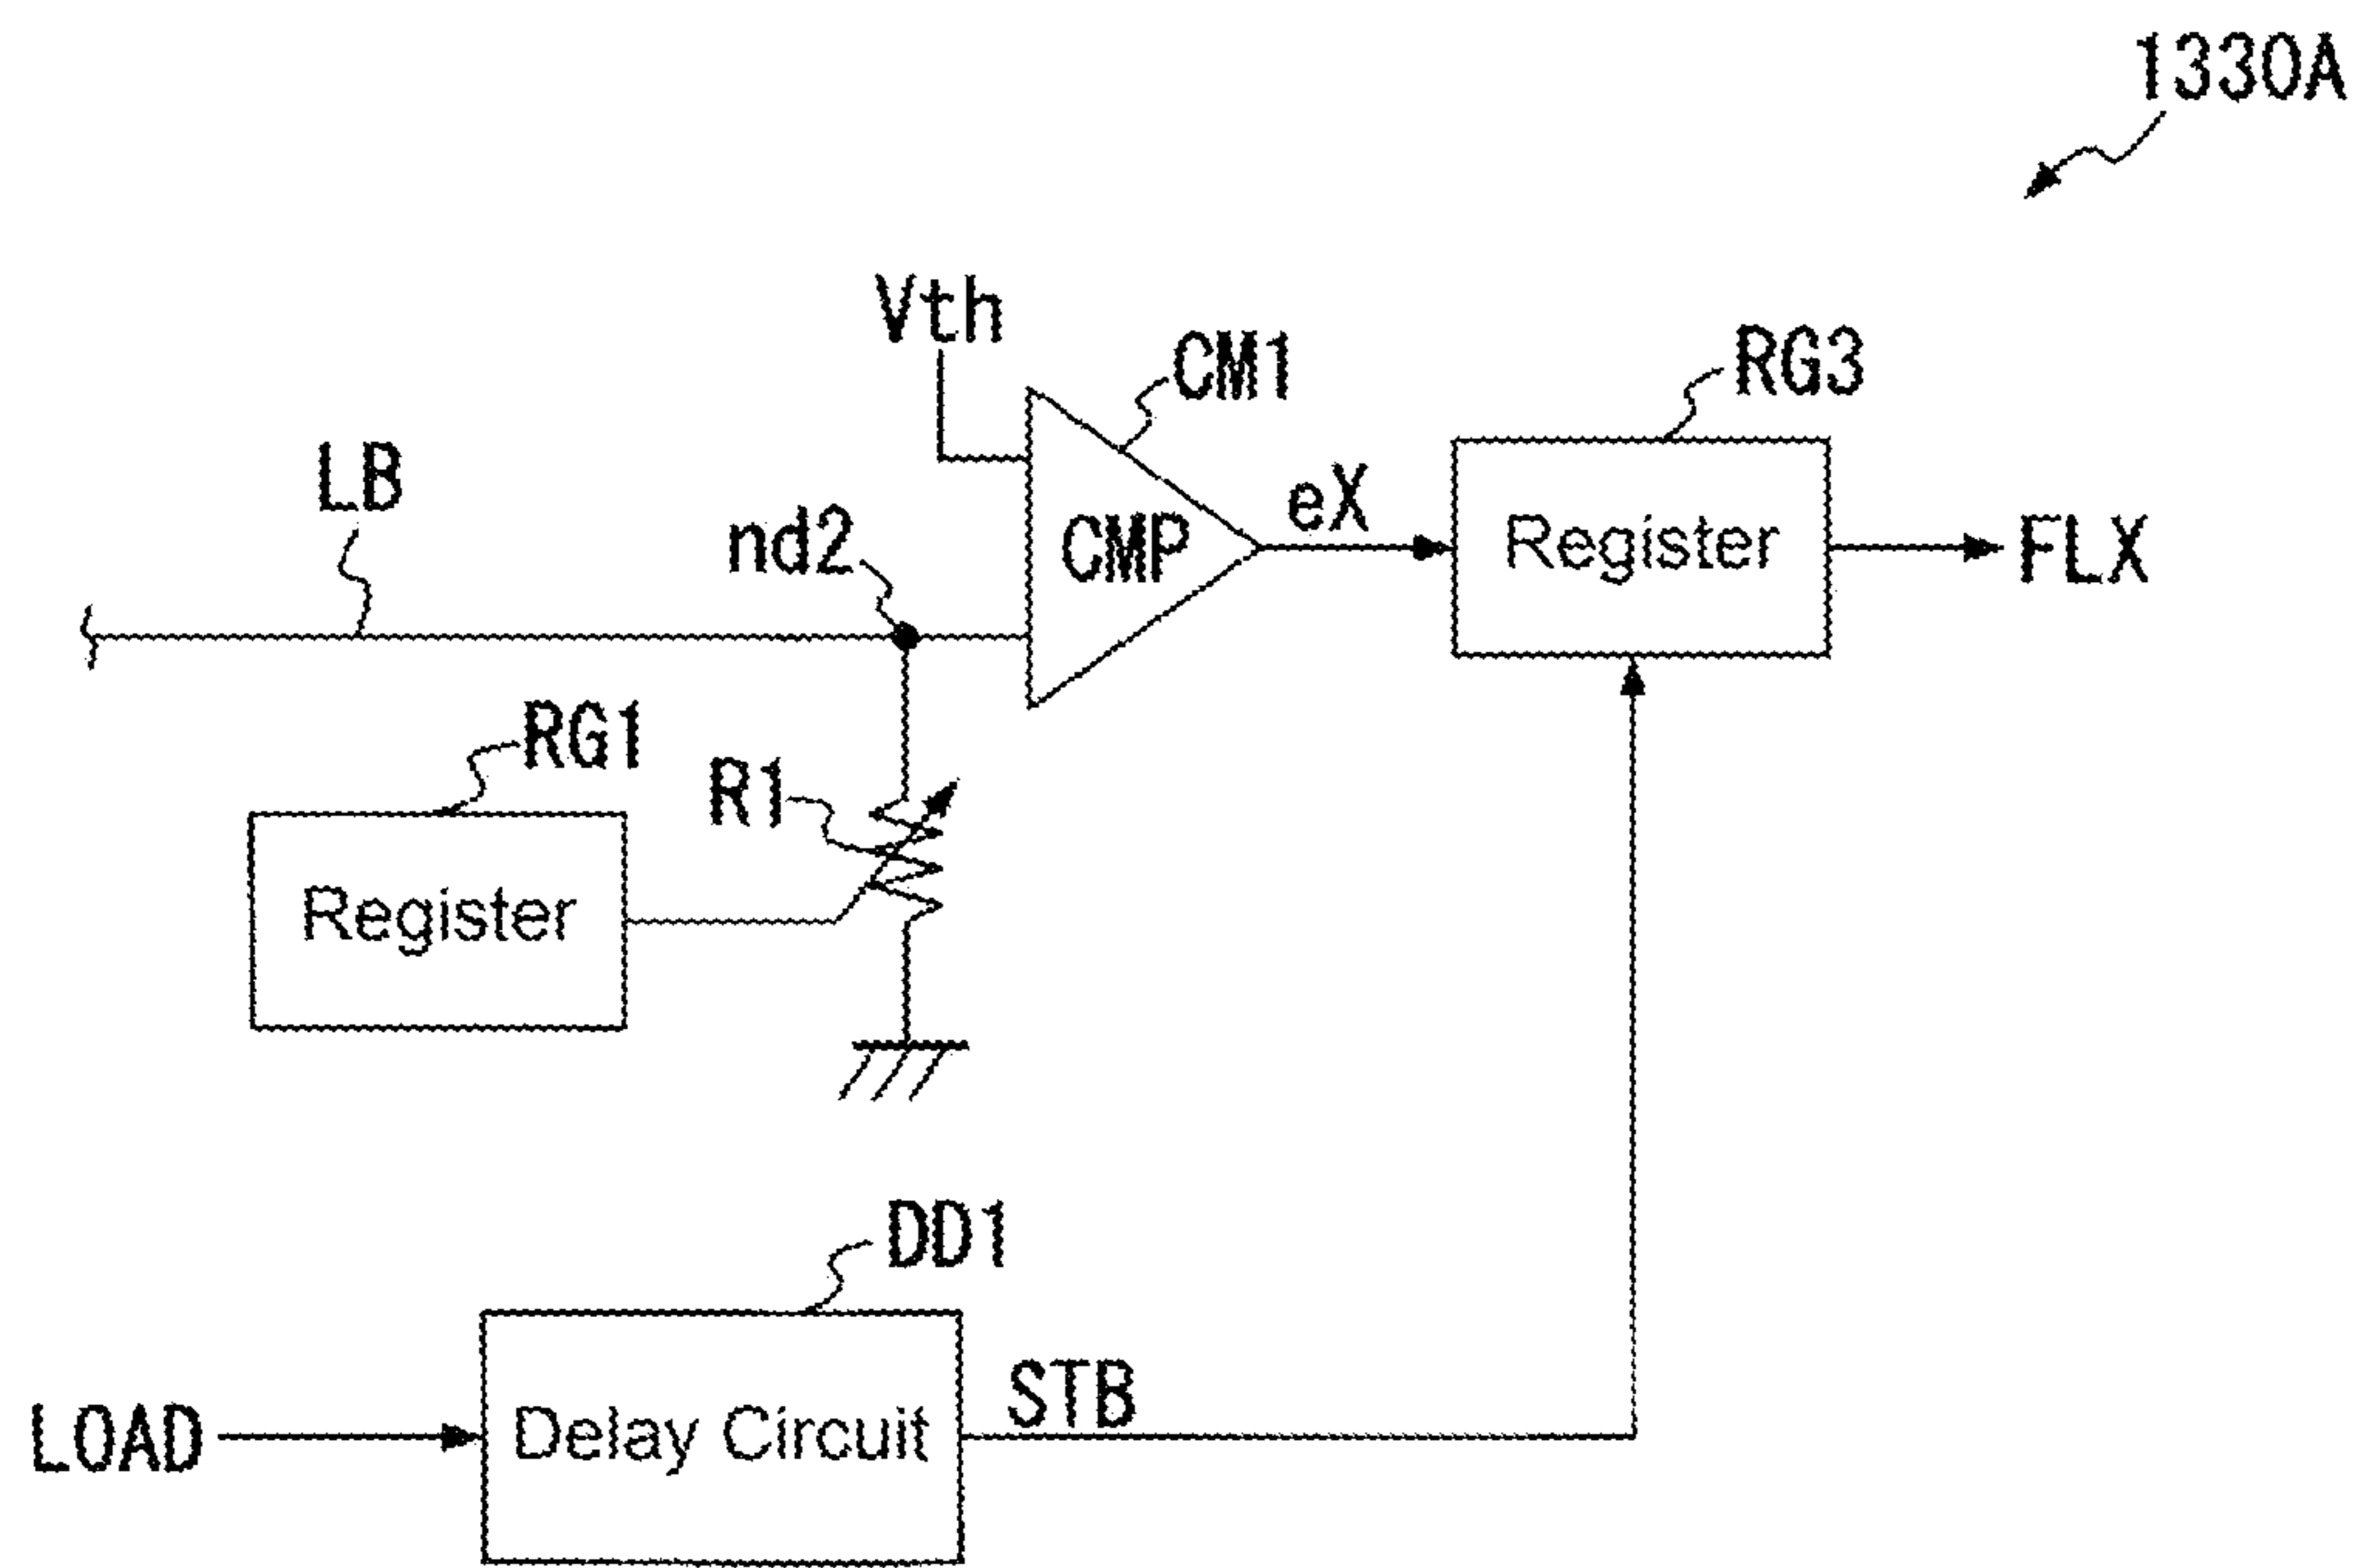 1330A
Vth
CM1
RG3
LB
nd2
CMP
eX
Register
FLX
RG1
R1
Register
DD1
LOAD
Delay Circuit
STB